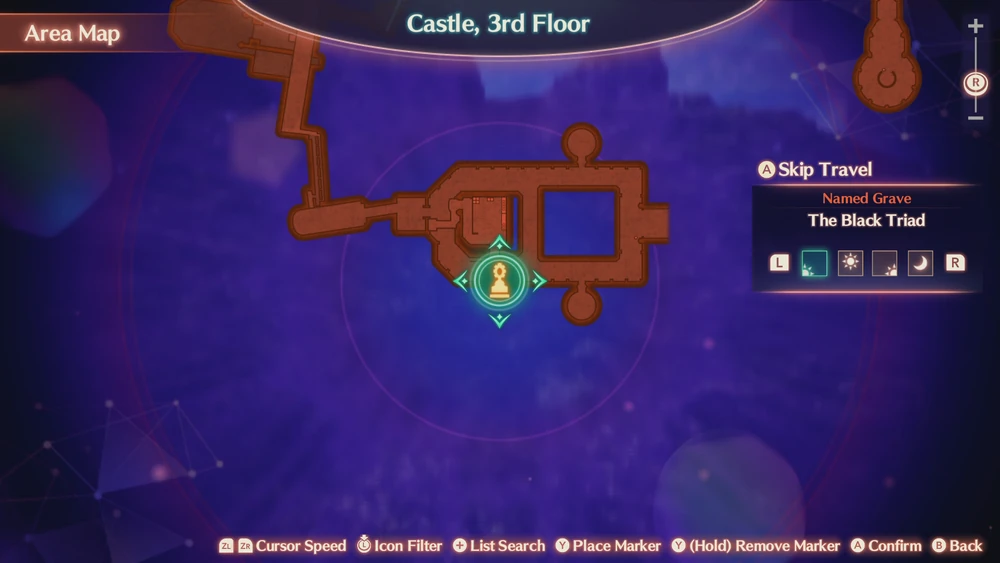 Castle, 3rd Floor
Area Map
+
R
−
A Skip Travel
Named Grave
The Black Triad
L R
ZL ZR Cursor Speed L Icon Filter + List Search Y Place Marker Y (Hold) Remove Marker A Confirm B Back